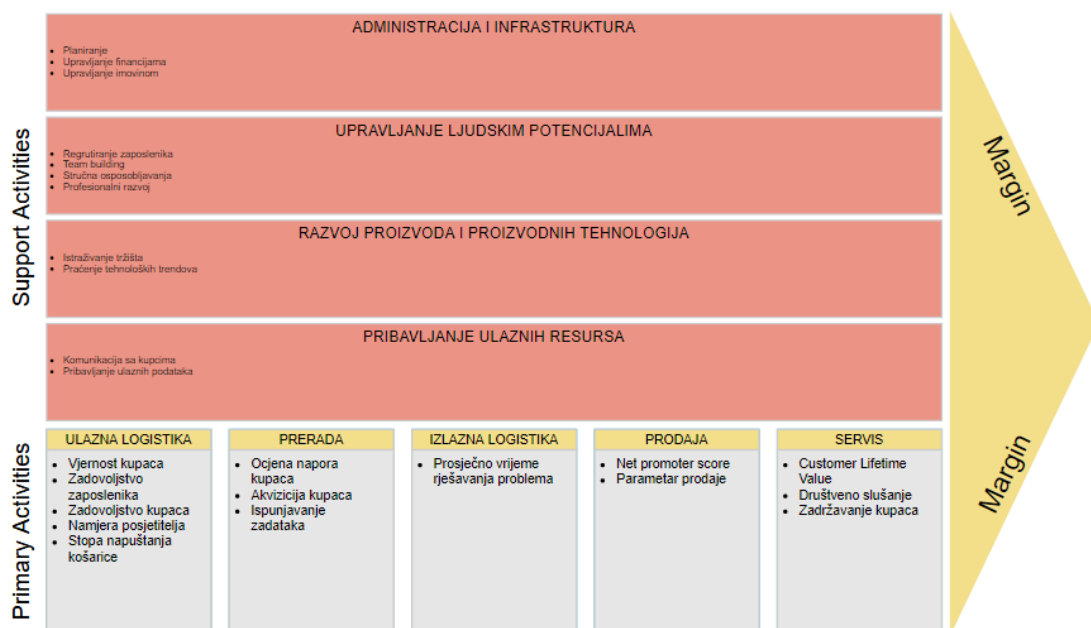 Support Activities
ADMINISTRACIJA I INFRASTRUKTURA
• Planiranje
• Upravljanje financijama
• Upravljanje imovinom
UPRAVLJANJE LJUDSKIM POTENCIJALIMA
• Regrutiranje zaposlenika
• Team building
• Stručna osposobljavanja
• Profesionalni razvoj
RAZVOJ PROIZVODA I PROIZVODNIH TEHNOLOGIJA
• Istraživanje tržišta
• Praćenje tehnoloških trendova
PRIBAVLJANJE ULAZNIH RESURSA
• Komunikacija sa kupcima
• Pribavljanje ulaznih podataka
Primary Activities
ULAZNA LOGISTIKA
• Vjernost kupaca
• Zadovoljstvo
zaposlenika
• Zadovoljstvo kupaca
• Namjera posjetitelja
• Stopa napuštanja
košarice
PRERADA
• Ocjena napora
kupaca
• Akvizicija kupaca
• Ispunjavanje
zadataka
IZLAZNA LOGISTIKA
• Prosječno vrijeme
rješavanja problema
PRODAJA
• Net promoter score
• Parametar prodaje
SERVIS
• Customer Lifetime
Value
• Društveno slušanje
• Zadržavanje kupaca
Margin
Margin